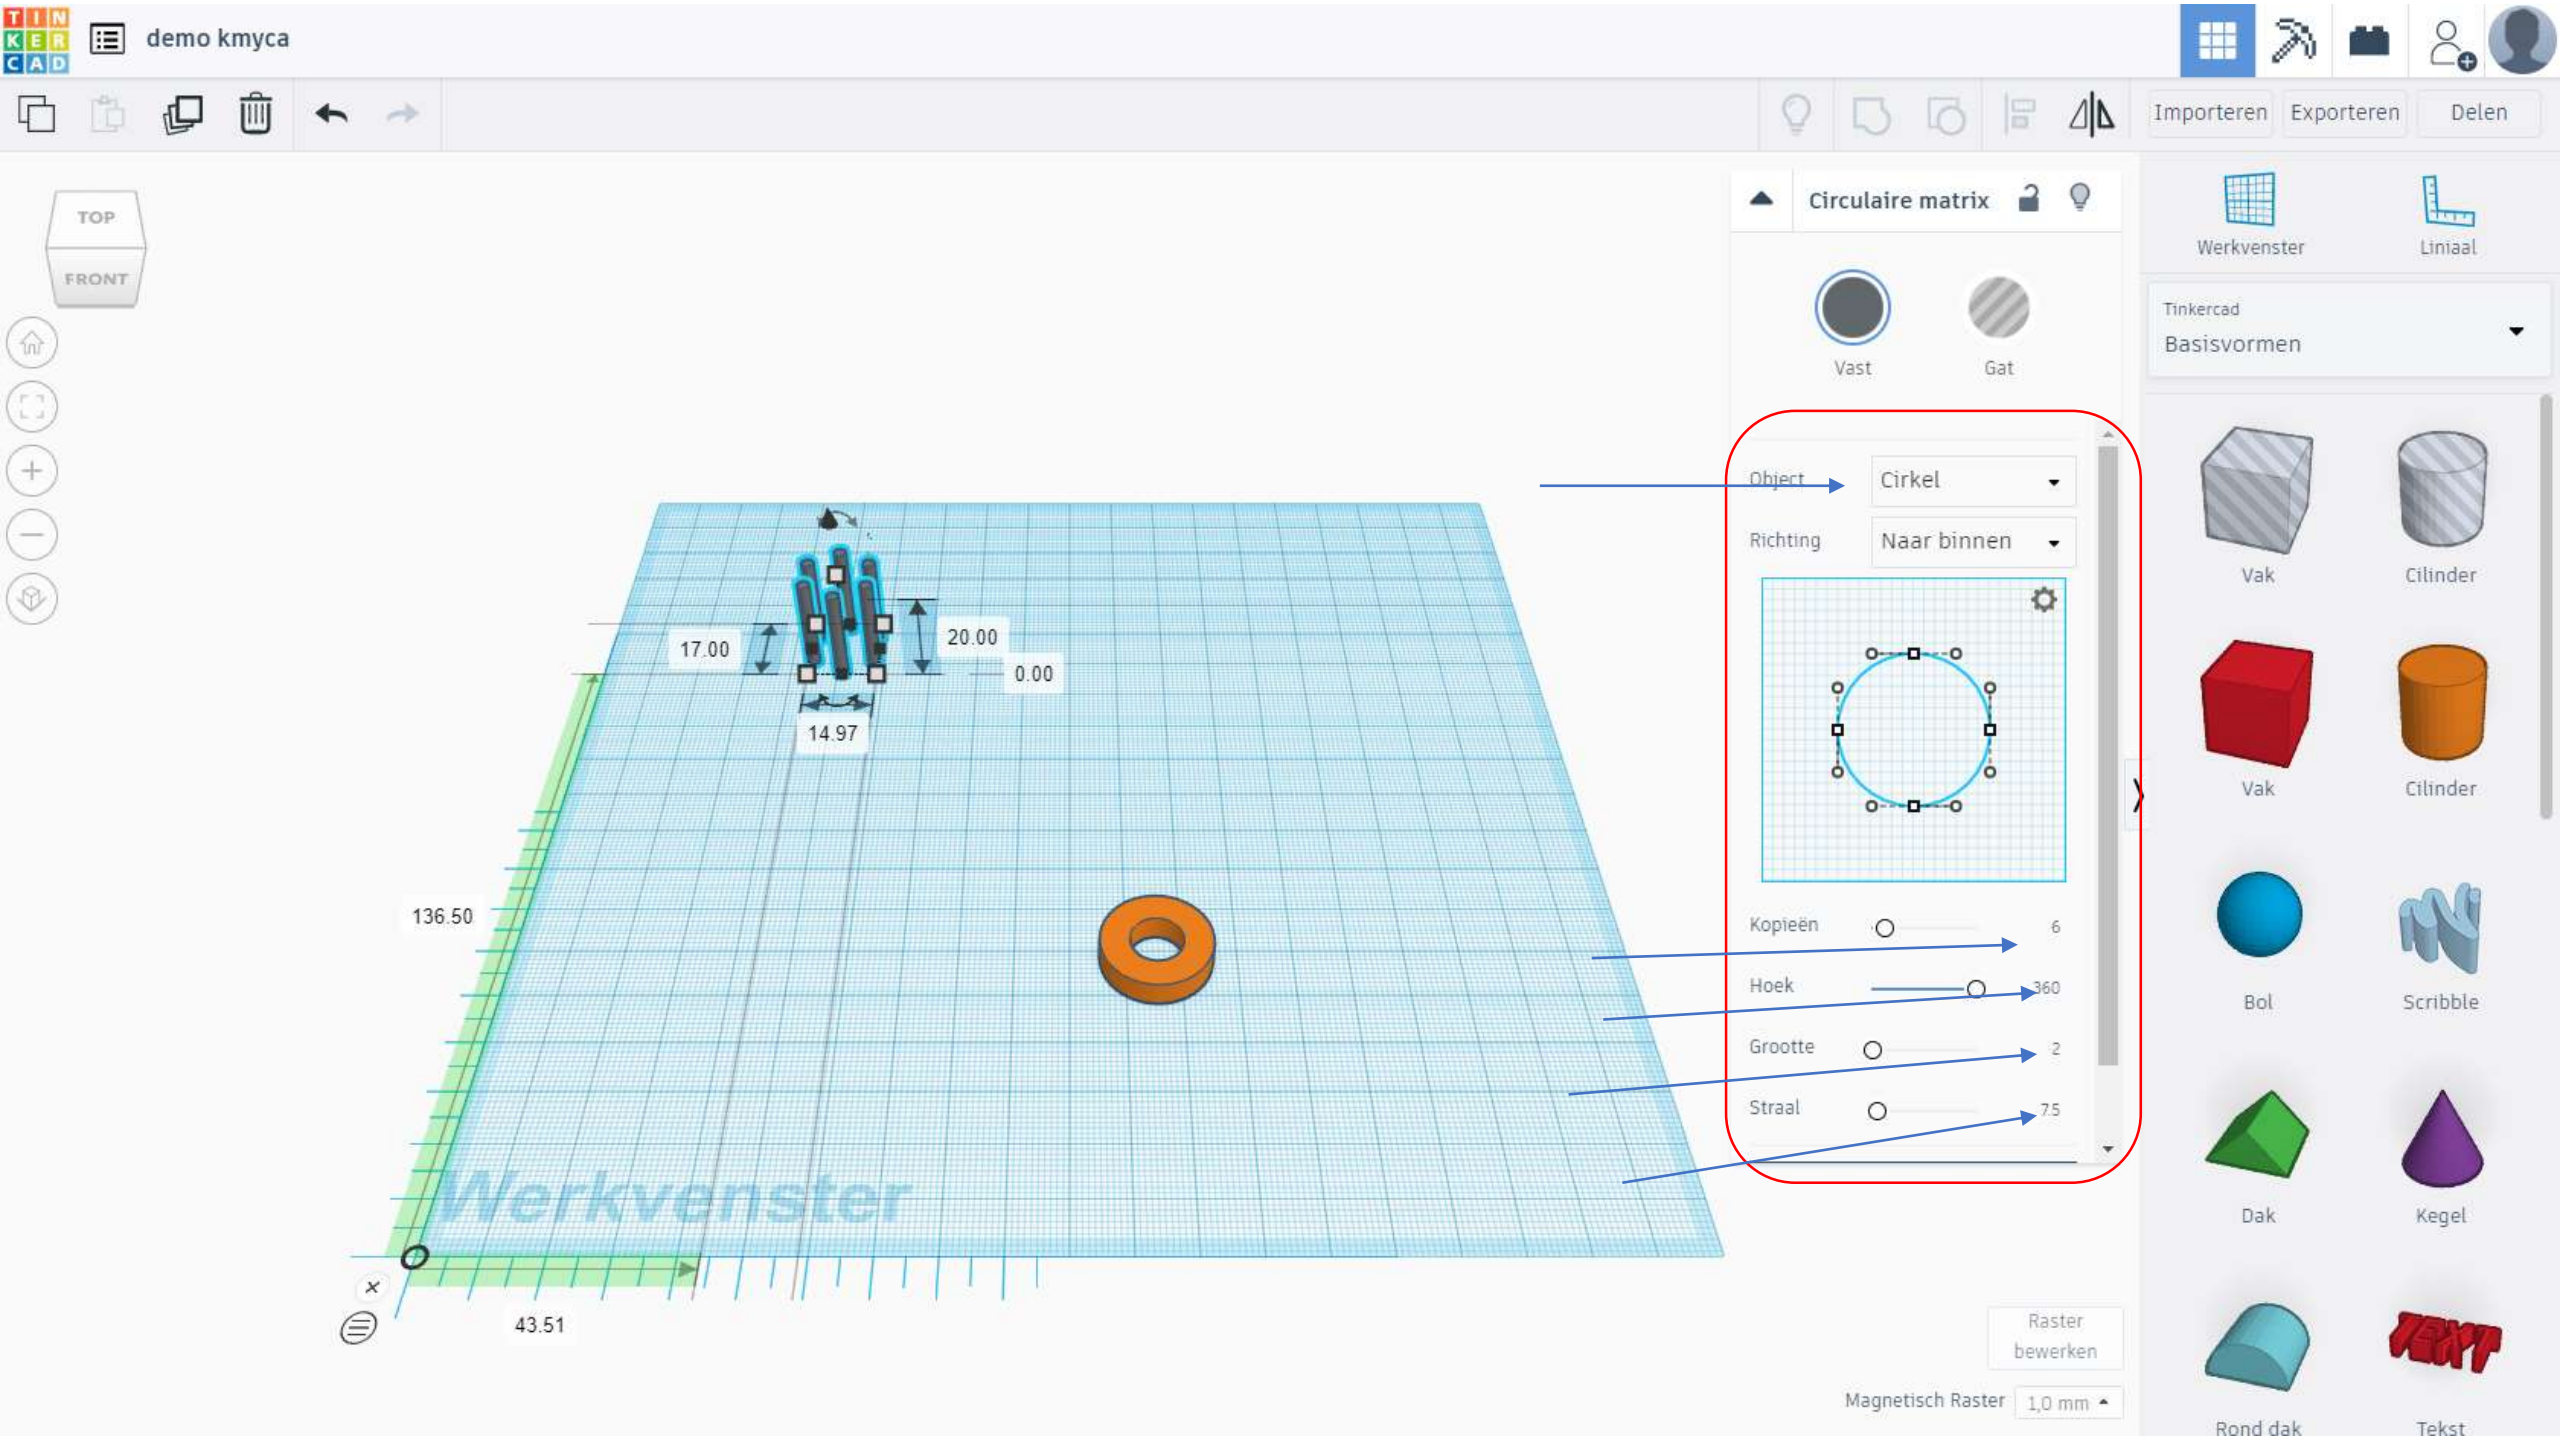 TIN
KER
CAD
demo kmyca
Importeren
Exporteren
Delen
TOP
FRONT
Circulaire matrix
Vast
Gat
Werkvenster
Liniaal
Tinkercad
Basisvormen
Object
Cirkel
Richting
Naar binnen
Kopieën
6
Hoek
360
Grootte
2
Straal
7.5
17.00
20.00
0.00
14.97
136.50
43.51
Werkvenster
Vak
Cilinder
Vak
Cilinder
Bol
Scribble
Dak
Kegel
TEXT
Rond dak
Tekst
Raster
bewerken
Magnetisch Raster
1,0 mm